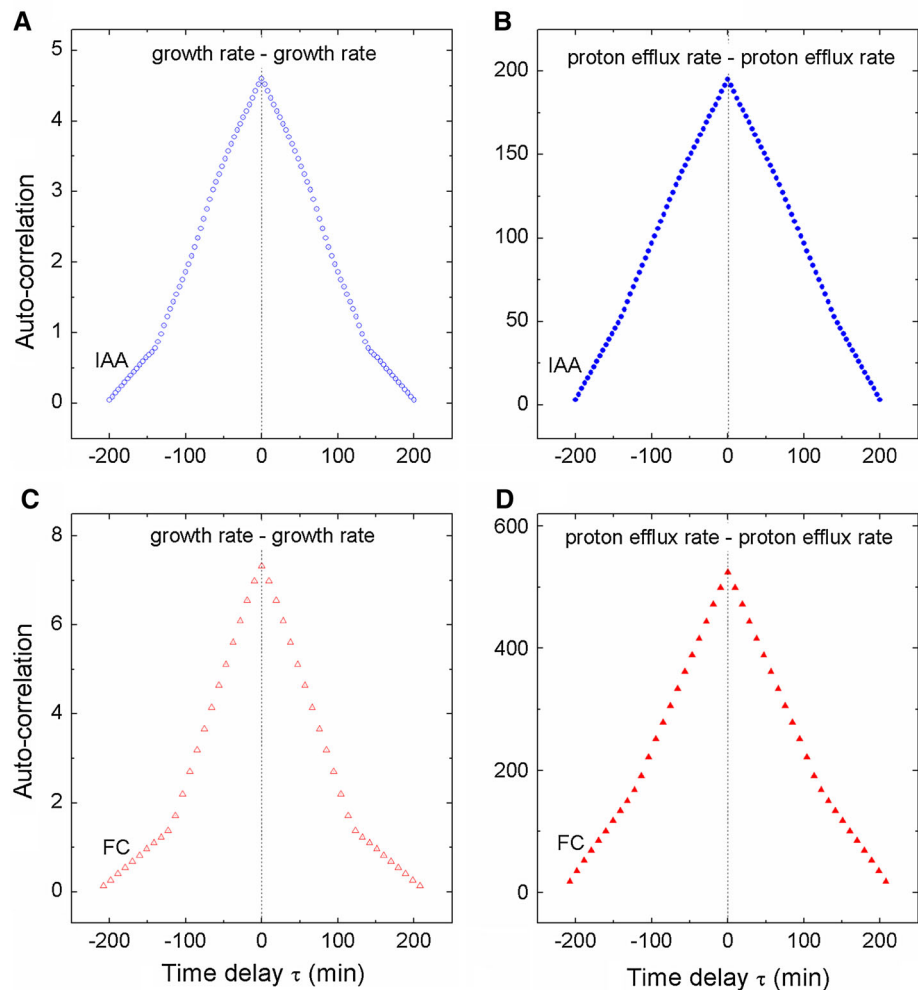 A
growth rate - growth rate
Auto-correlation
5
4
3
2
1
0
IAA
-200 -100 0 100 200
B
proton efflux rate - proton efflux rate
200
150
100
50
0
IAA
-200 -100 0 100 200
C
growth rate - growth rate
Auto-correlation
8
6
4
2
0
FC
-200 -100 0 100 200
Time delay τ (min)
D
proton efflux rate - proton efflux rate
600
400
200
0
FC
-200 -100 0 100 200
Time delay τ (min)